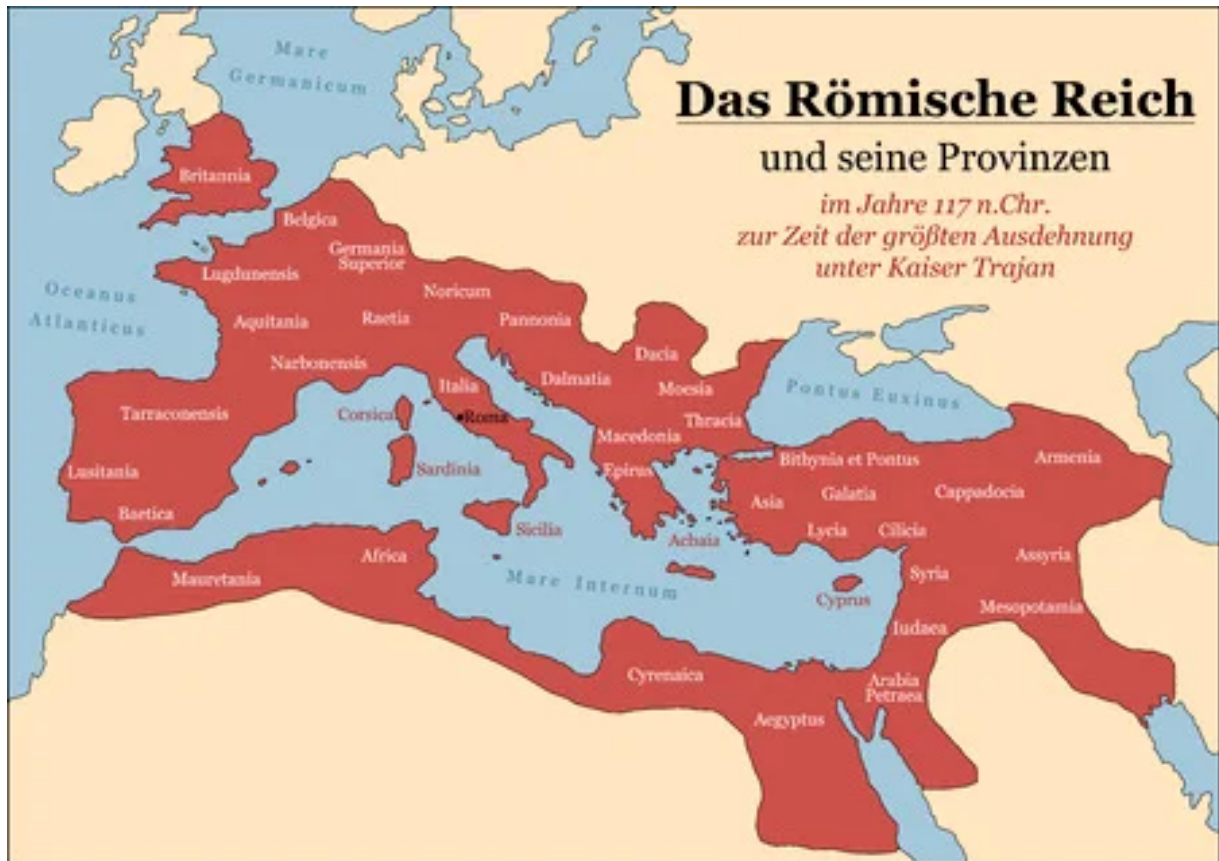 Mare
Germanicum
Das Römische Reich
und seine Provinzen
im Jahre 117 n.Chr.
zur Zeit der größten Ausdehnung
unter Kaiser Trajan
Britannia
Belgica
Germania
Superior
Lugdunensis
Oceanus
Atlanticus
Noricum
Aquitania
Raetia
Pannonia
Narbonensis
Dacia
Dalmatia
Italia
Moesia
Pontus Euxinus
Tarraconensis
Corsica
Roma
Thracia
Macedonia
Lusitania
Sardinia
Epirus
Bithynia et Pontus
Armenia
Baetica
Asia
Galatia
Cappadocia
Sicilia
Achaia
Lycia
Cilicia
Africa
Assyria
Mauretania
Mare Internum
Syria
Cyprus
Mesopotamia
Iudaea
Cyrenaica
Arabia
Petraea
Aegyptus